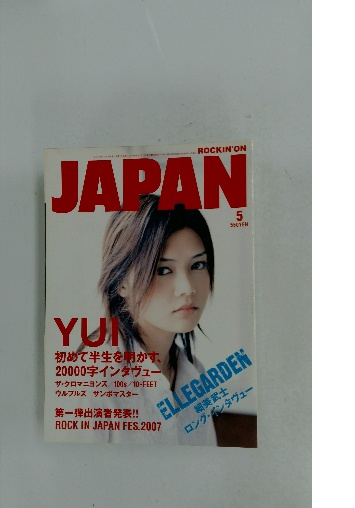 ROCKIN'ON
JAPAN
5
YUI
初めて半生を明かす、
20000字インタヴュー
ザ・クロマニヨンズ／100s／10-FEET
ウルフルズ サンボマスター
ELLEGARDEN
細美武士
ロング・インタヴュー
第一弾出演者発表!!
ROCK IN JAPAN FES.2007